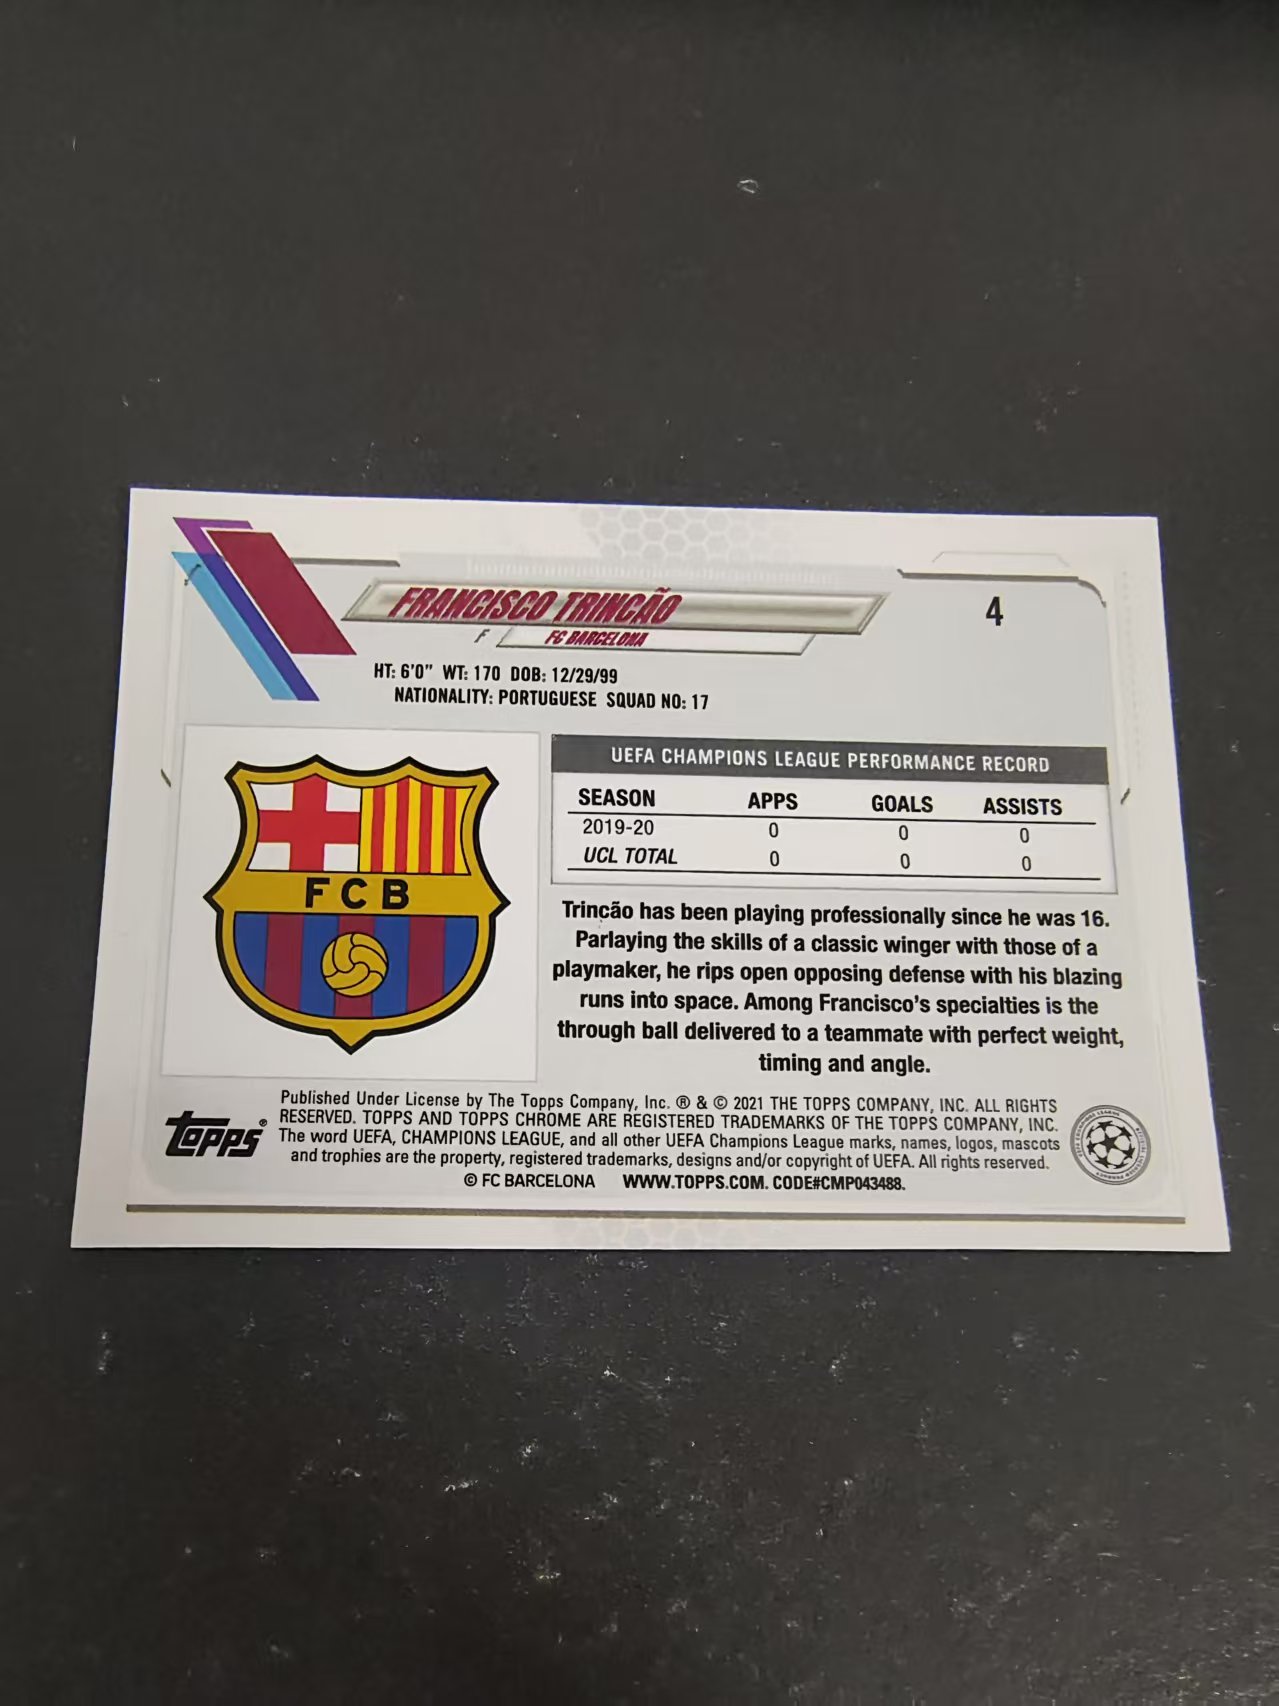 FRANCISCO TRINCÃO
4
F
FC BARCELONA
HT: 6'0" WT: 170 DOB: 12/29/99
NATIONALITY: PORTUGUESE SQUAD NO: 17
FCB
UEFA CHAMPIONS LEAGUE PERFORMANCE RECORD
SEASON APPS GOALS ASSISTS
2019-20 0 0 0
UCL TOTAL 0 0 0
Trincão has been playing professionally since he was 16.
Parlaying the skills of a classic winger with those of a
playmaker, he rips open opposing defense with his blazing
runs into space. Among Francisco's specialties is the
through ball delivered to a teammate with perfect weight,
timing and angle.
topps®
Published Under License by The Topps Company, Inc. ® & © 2021 THE TOPPS COMPANY, INC. ALL RIGHTS
RESERVED. TOPPS AND TOPPS CHROME ARE REGISTERED TRADEMARKS OF THE TOPPS COMPANY, INC.
The word UEFA, CHAMPIONS LEAGUE, and all other UEFA Champions League marks, names, logos, mascots
and trophies are the property, registered trademarks, designs and/or copyright of UEFA. All rights reserved.
© FC BARCELONA WWW.TOPPS.COM. CODE#CMP043488.